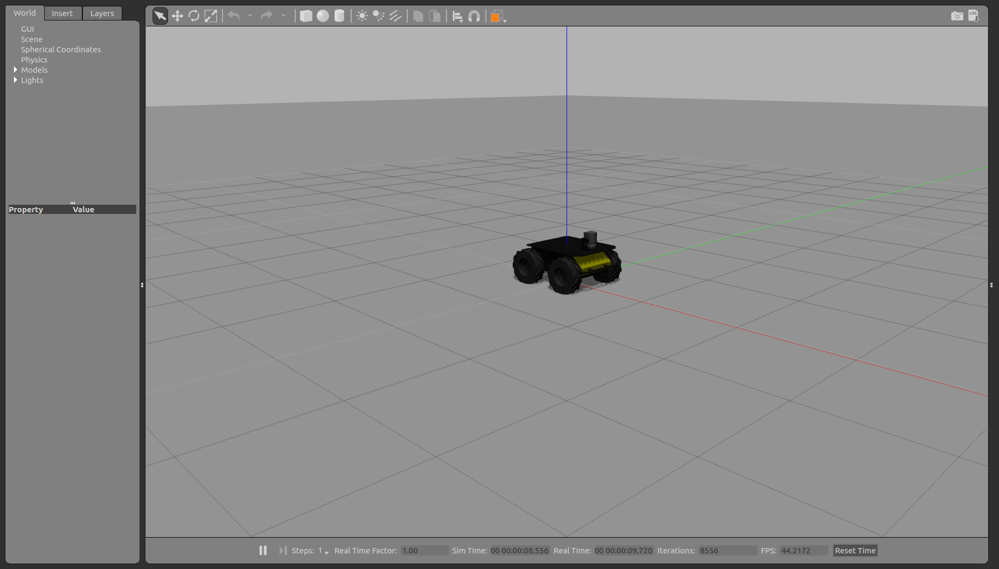 World Insert Layers
LOG
GUI
Scene
Spherical Coordinates
Physics
Models
Lights
Property Value
Steps: 1 Real Time Factor: 1.00 Sim Time: 00 00:00:08.556 Real Time: 00 00:00:09.720 Iterations: 8556 FPS: 44.2172 Reset Time